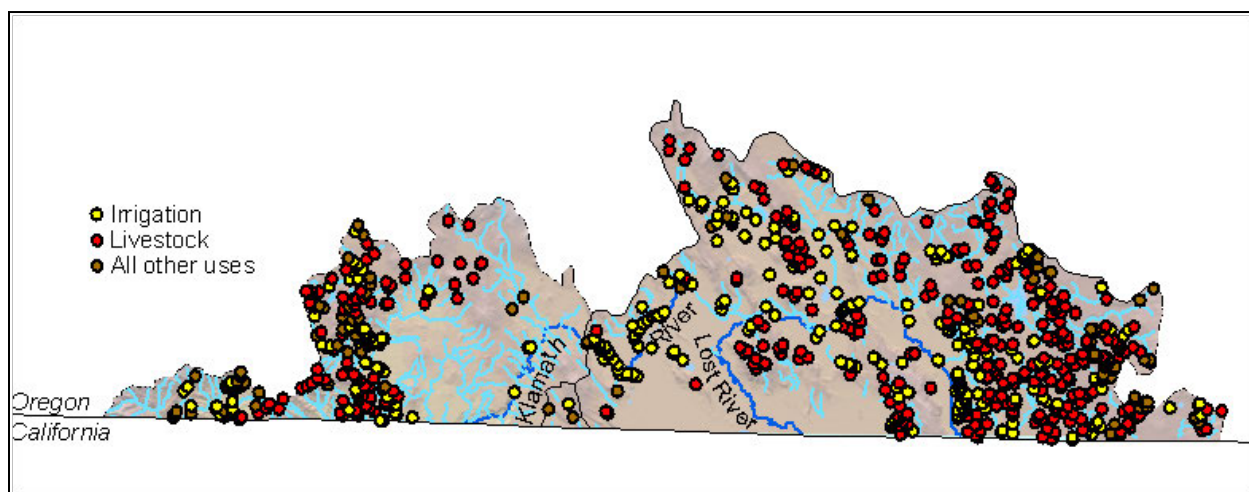 Irrigation
Livestock
All other uses
Klamath
River
Lost River
Oregon
California